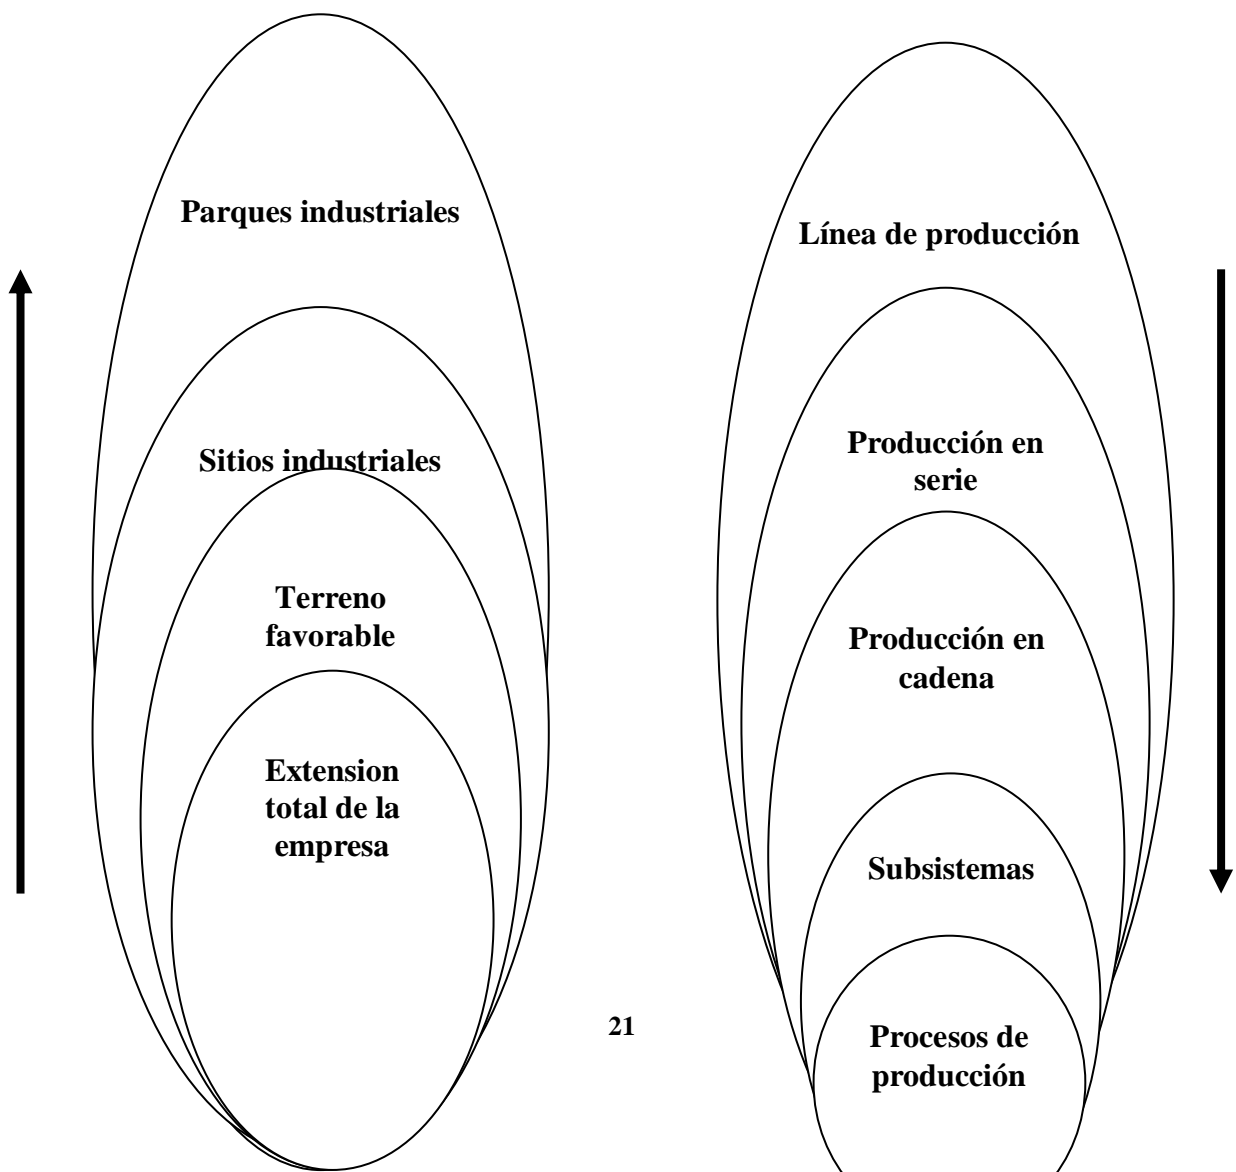 Parques industriales
Sitios industriales
Terreno
favorable
Extension
total de la
empresa
Línea de producción
Producción en
serie
Producción en
cadena
Subsistemas
Procesos de
producción
21